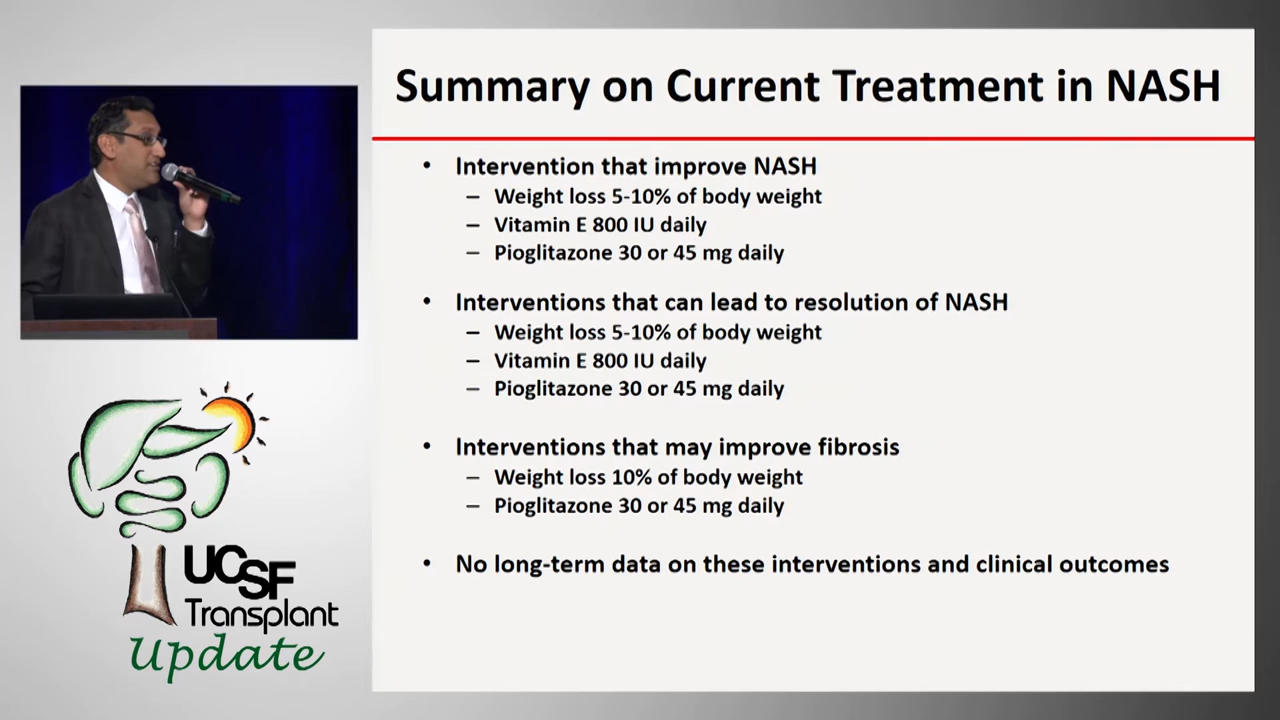 Summary on Current Treatment in NASH
• Intervention that improve NASH
– Weight loss 5-10% of body weight
– Vitamin E 800 IU daily
– Pioglitazone 30 or 45 mg daily
• Interventions that can lead to resolution of NASH
– Weight loss 5-10% of body weight
– Vitamin E 800 IU daily
– Pioglitazone 30 or 45 mg daily
• Interventions that may improve fibrosis
– Weight loss 10% of body weight
– Pioglitazone 30 or 45 mg daily
• No long-term data on these interventions and clinical outcomes
UCSF
Transplant
Update